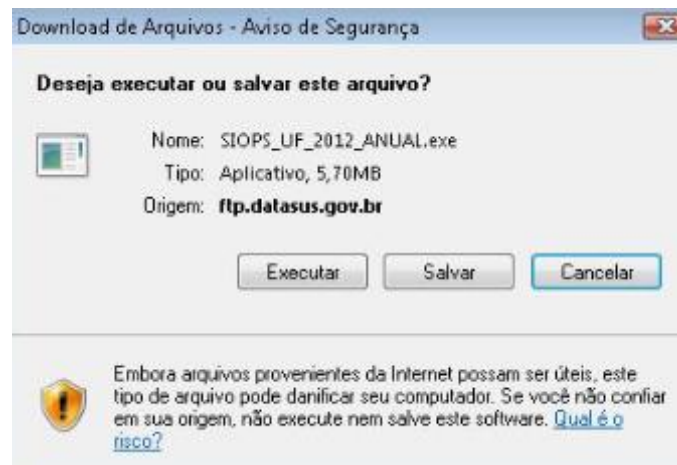 Download de Arquivos - Aviso de Segurança
Deseja executar ou salvar este arquivo?
Nome: SIOPS_UF_2012_ANUAL.exe
Tipo: Aplicativo, 5,70MB
Origem: ftp.datasus.gov.br
Executar Salvar Cancelar
Embora arquivos provenientes da Internet possam ser úteis, este
tipo de arquivo pode danificar seu computador. Se você não confiar
em sua origem, não execute nem salve este software. Qual é o
risco?